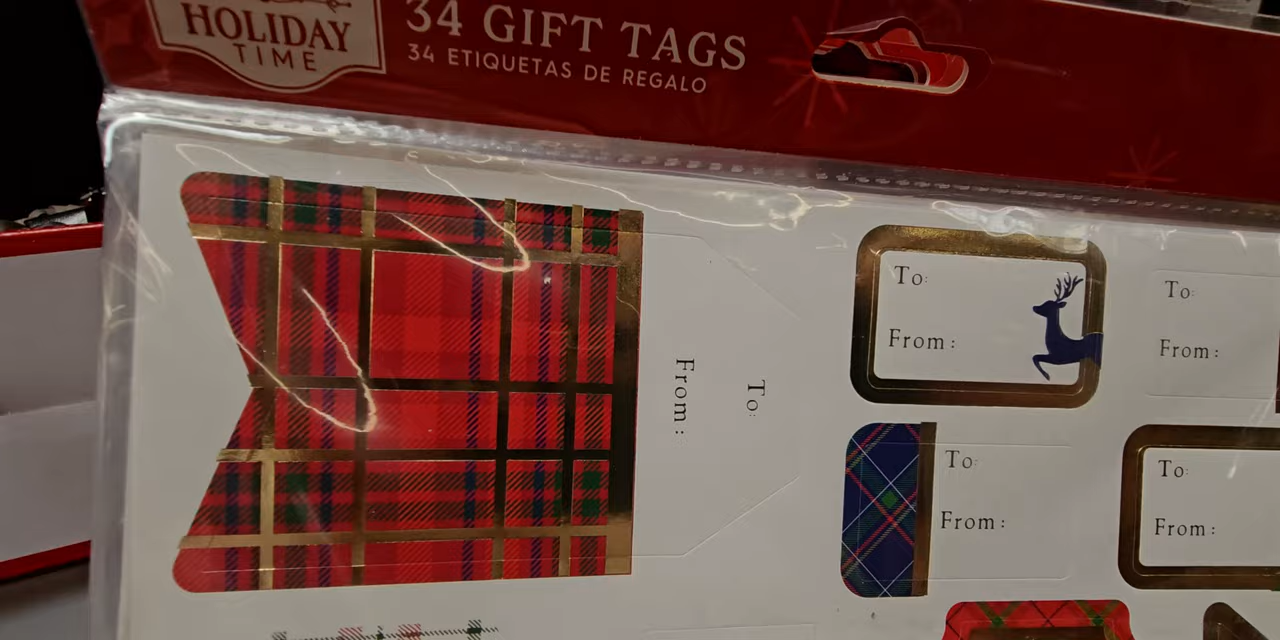 HOLIDAY
TIME
34 GIFT TAGS
34 ETIQUETAS DE REGALO
To:
From:
To:
From:
To:
From:
To:
From:
To:
From: